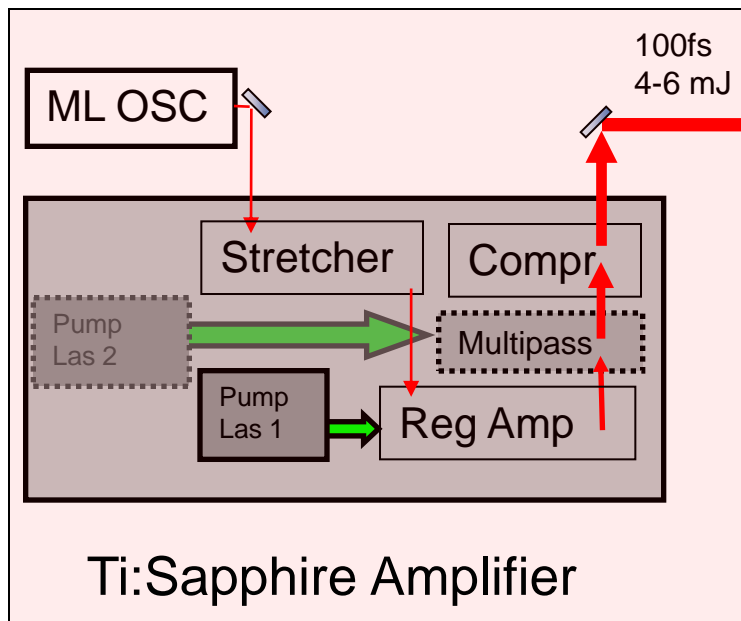 100fs
4-6 mJ
ML OSC
Stretcher
Compr
Pump
Las 2
Multipass
Pump
Las 1
Reg Amp
Ti:Sapphire Amplifier